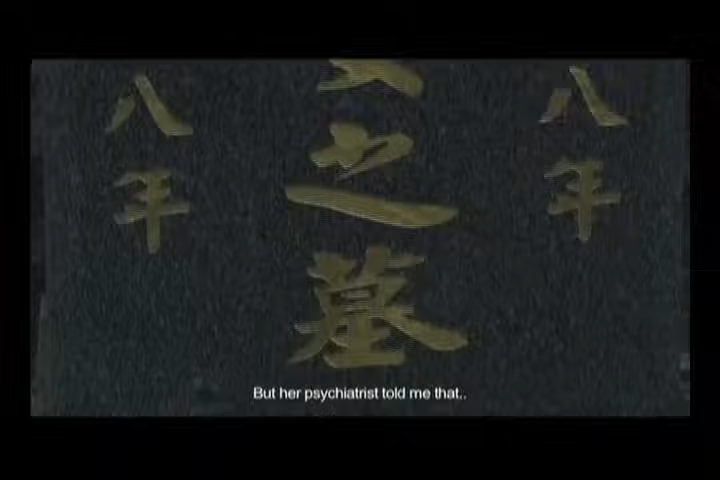 八年
之墓
八年
But her psychiatrist told me that..